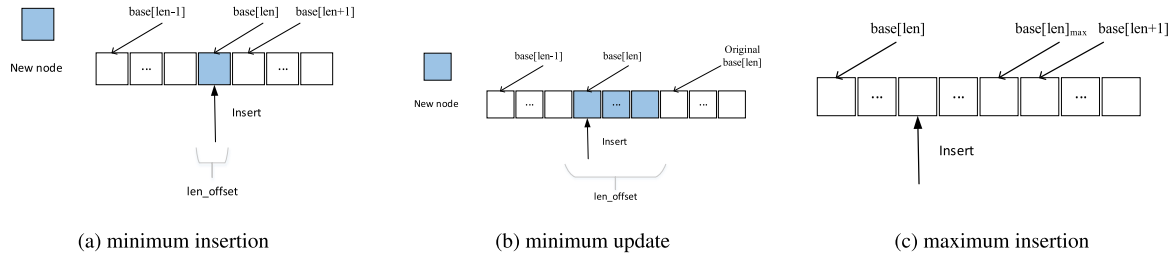 base[len-1]
base[len]
base[len+1]
New node
...
...
Insert
len_offset
(a) minimum insertion
base[len-1]
base[len]
Original
base[len]
New node
...
...
...
Insert
len_offset
(b) minimum update
base[len]
base[len]max
base[len+1]
...
...
...
Insert
(c) maximum insertion